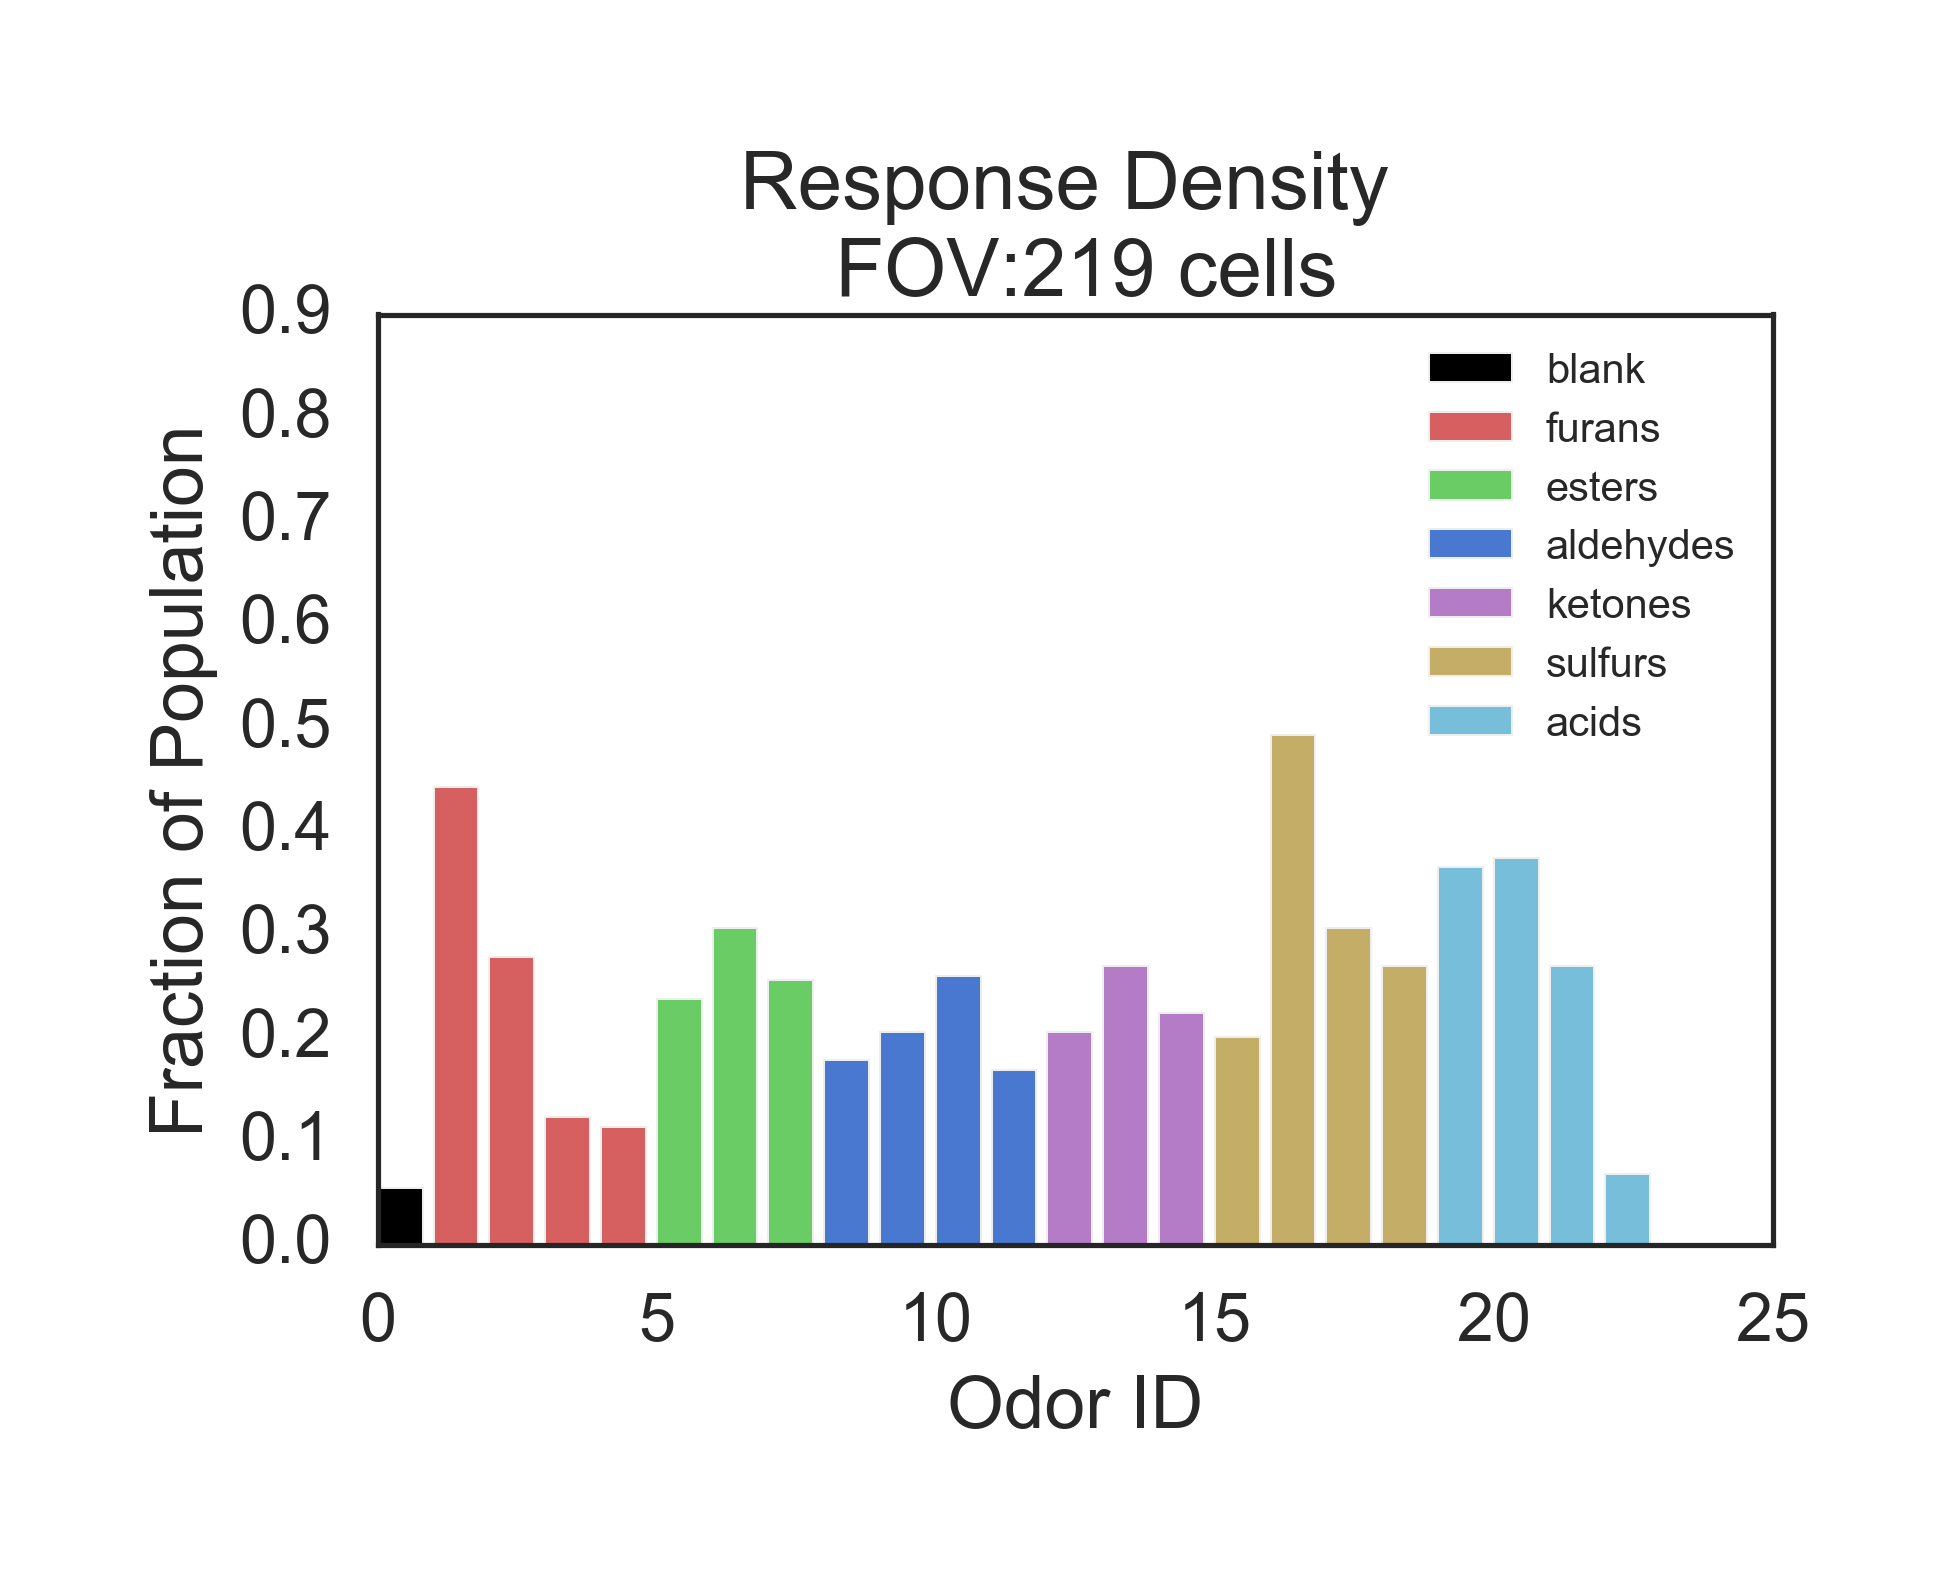 Response Density
FOV:219 cells
0.9
0.8
0.7
0.6
0.5
0.4
0.3
0.2
0.1
0.0
Fraction of Population
blank
furans
esters
aldehydes
ketones
sulfurs
acids
0 5 10 15 20 25
Odor ID